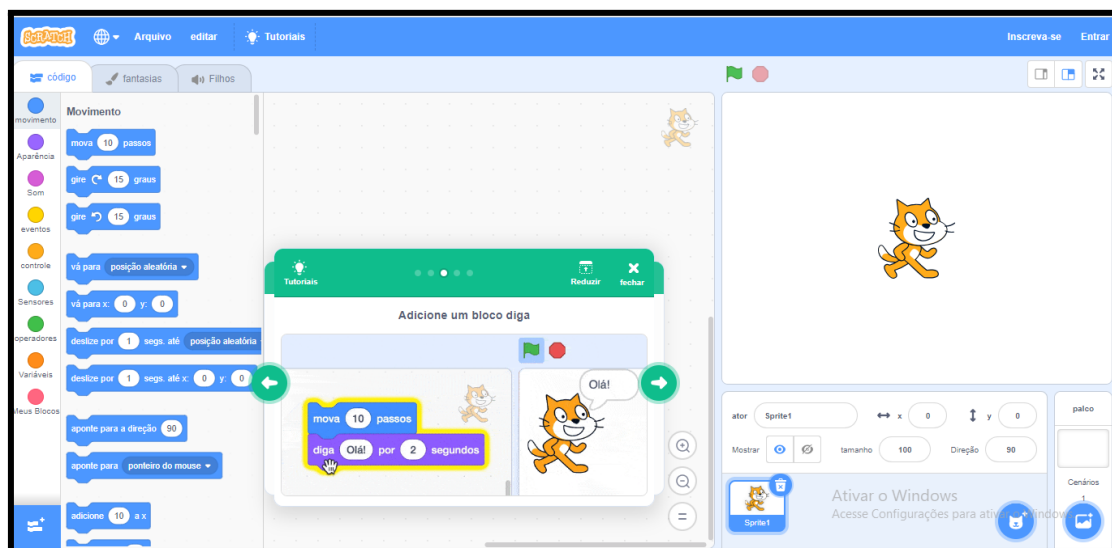 SCRATCH Arquivo editar Tutoriais Inscreva-se Entrar
código fantasias Filhos
movimento
Aparência
Som
eventos
controle
Sensores
operadores
Variáveis
Meus Blocos
Movimento
mova 10 passos
gire 15 graus
gire 15 graus
vá para posição aleatória
vá para x: 0 y: 0
deslize por 1 segs. até posição aleatória
deslize por 1 segs. até x: 0 y: 0
aponte para a direção 90
aponte para ponteiro do mouse
adicione 10 a x
Tutoriais Reduzir fechar
Adicione um bloco diga
mova 10 passos
diga Olá! por 2 segundos
Olá!
ator Sprite1 x 0 y 0
Mostrar tamanho 100 Direção 90
Sprite1
palco
Cenários
1
Ativar o Windows
Acesse Configurações para ativar o Windows